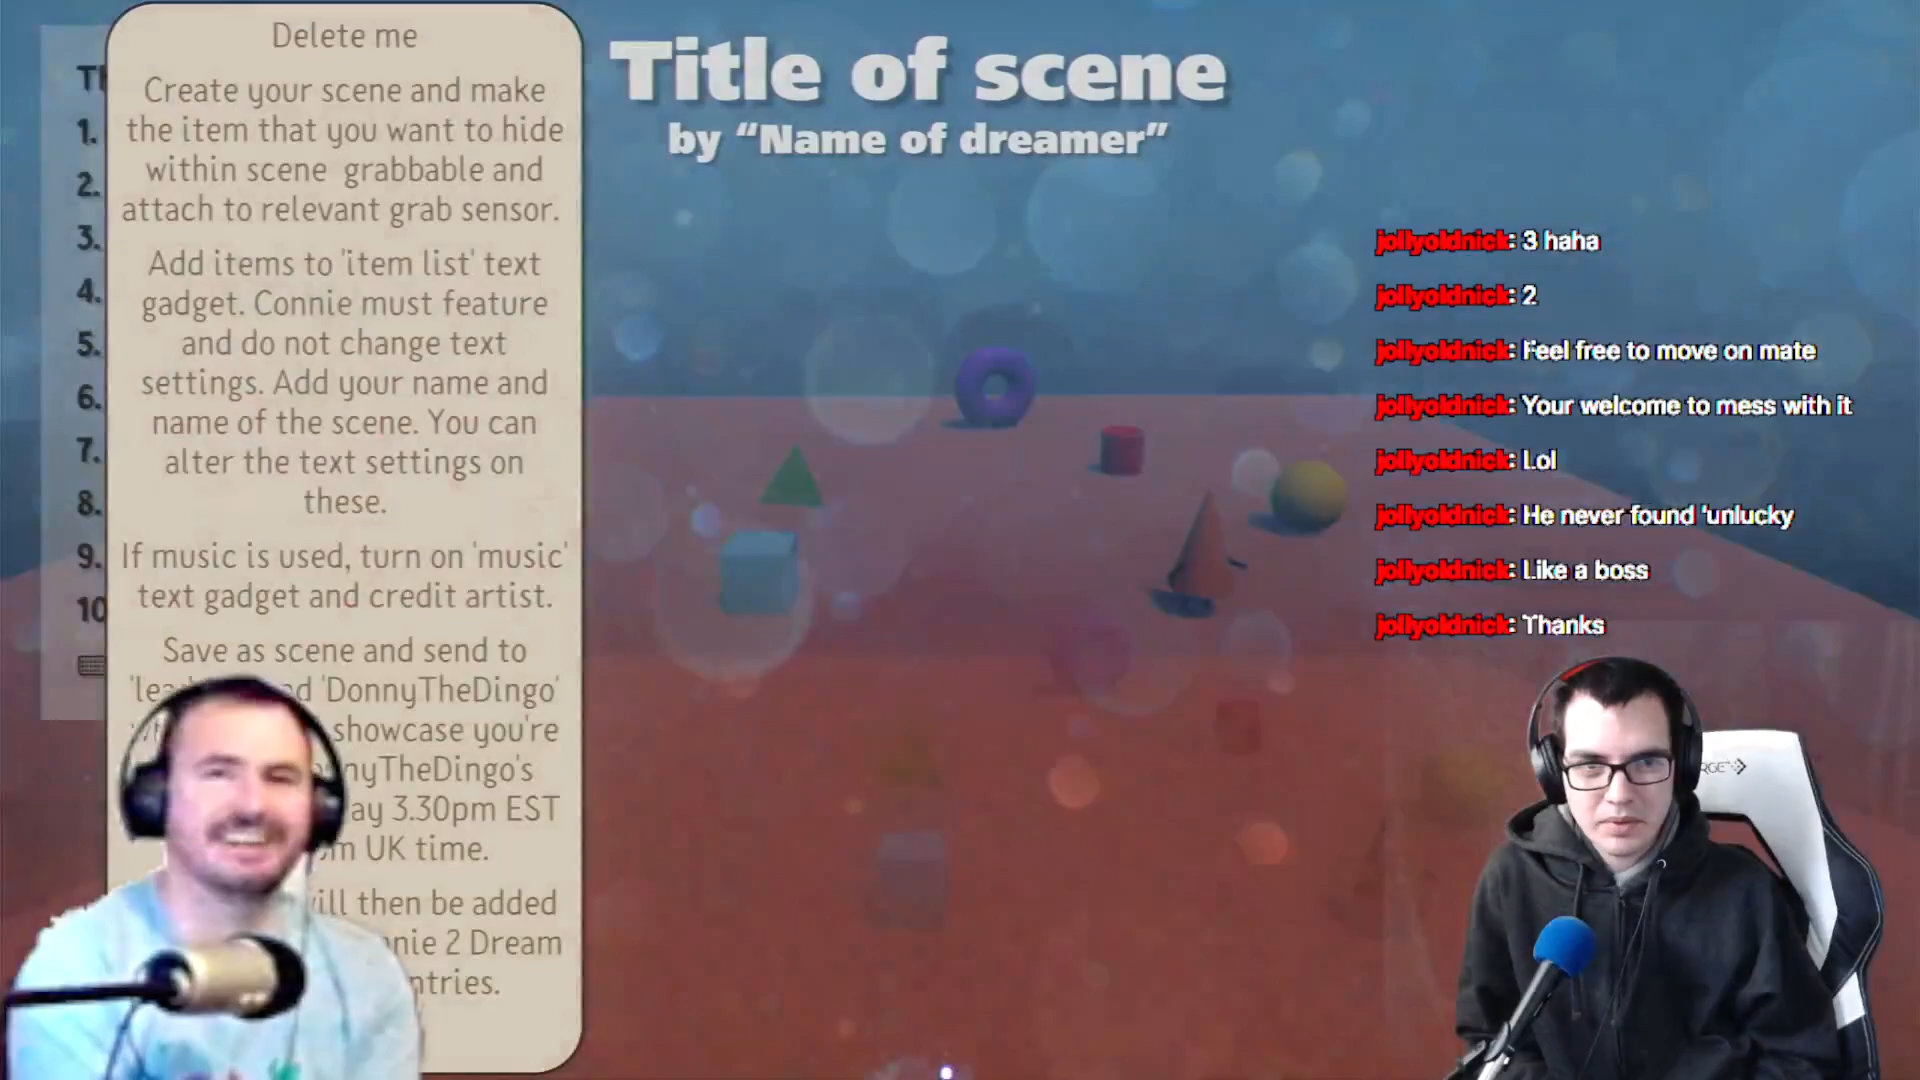 Delete me
Create your scene and make
the item that you want to hide
within scene grabbable and
attach to relevant grab sensor.
Add items to 'item list' text
gadget. Connie must feature
and do not change text
settings. Add your name and
name of the scene. You can
alter the text settings on
these.
If music is used, turn on 'music'
text gadget and credit artist.
Save as scene and send to
'DonnyTheDingo'
showcase you're
nyTheDingo's
ay 3.30pm EST
m UK time.
ill then be added
nie 2 Dream
ntries.
Th
1.
2.
3.
4.
5.
6.
7.
8.
9.
10
Title of scene
by "Name of dreamer"
jollyoldnick: 3 haha
jollyoldnick: 2
jollyoldnick: Feel free to move on mate
jollyoldnick: Your welcome to mess with it
jollyoldnick: Lol
jollyoldnick: He never found 'unlucky
jollyoldnick: Like a boss
jollyoldnick: Thanks
RGE